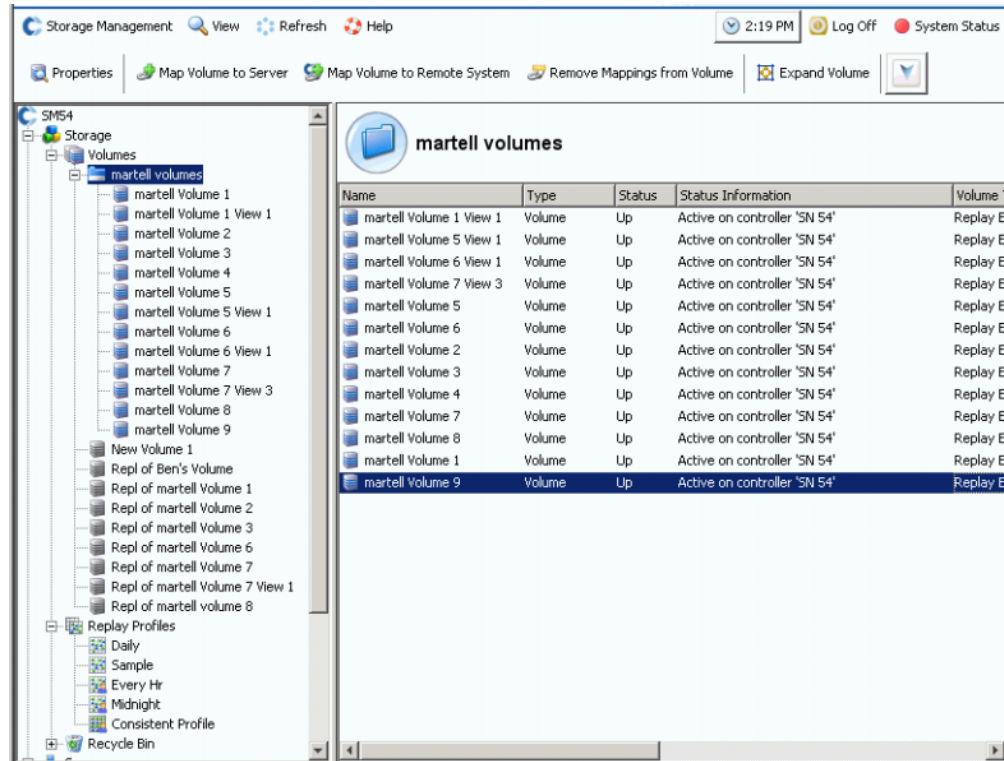 Storage Management View Refresh Help 2:19 PM Log Off System Status
Properties Map Volume to Server Map Volume to Remote System Remove Mappings from Volume Expand Volume
SM54
Storage
Volumes
martell volumes
martell Volume 1
martell Volume 1 View 1
martell Volume 2
martell Volume 3
martell Volume 4
martell Volume 5
martell Volume 5 View 1
martell Volume 6
martell Volume 6 View 1
martell Volume 7
martell Volume 7 View 3
martell Volume 8
martell Volume 9
New Volume 1
Repl of Ben's Volume
Repl of martell Volume 1
Repl of martell Volume 2
Repl of martell Volume 3
Repl of martell Volume 6
Repl of martell Volume 7
Repl of martell Volume 7 View 1
Repl of martell volume 8
Replay Profiles
Daily
Sample
Every Hr
Midnight
Consistent Profile
Recycle Bin
martell volumes
Name Type Status Status Information Volume
martell Volume 1 View 1 Volume Up Active on controller 'SN 54' Replay
martell Volume 5 View 1 Volume Up Active on controller 'SN 54' Replay
martell Volume 6 View 1 Volume Up Active on controller 'SN 54' Replay
martell Volume 7 View 3 Volume Up Active on controller 'SN 54' Replay
martell Volume 5 Volume Up Active on controller 'SN 54' Replay
martell Volume 6 Volume Up Active on controller 'SN 54' Replay
martell Volume 2 Volume Up Active on controller 'SN 54' Replay
martell Volume 3 Volume Up Active on controller 'SN 54' Replay
martell Volume 4 Volume Up Active on controller 'SN 54' Replay
martell Volume 7 Volume Up Active on controller 'SN 54' Replay
martell Volume 8 Volume Up Active on controller 'SN 54' Replay
martell Volume 1 Volume Up Active on controller 'SN 54' Replay
martell Volume 9 Volume Up Active on controller 'SN 54' Replay